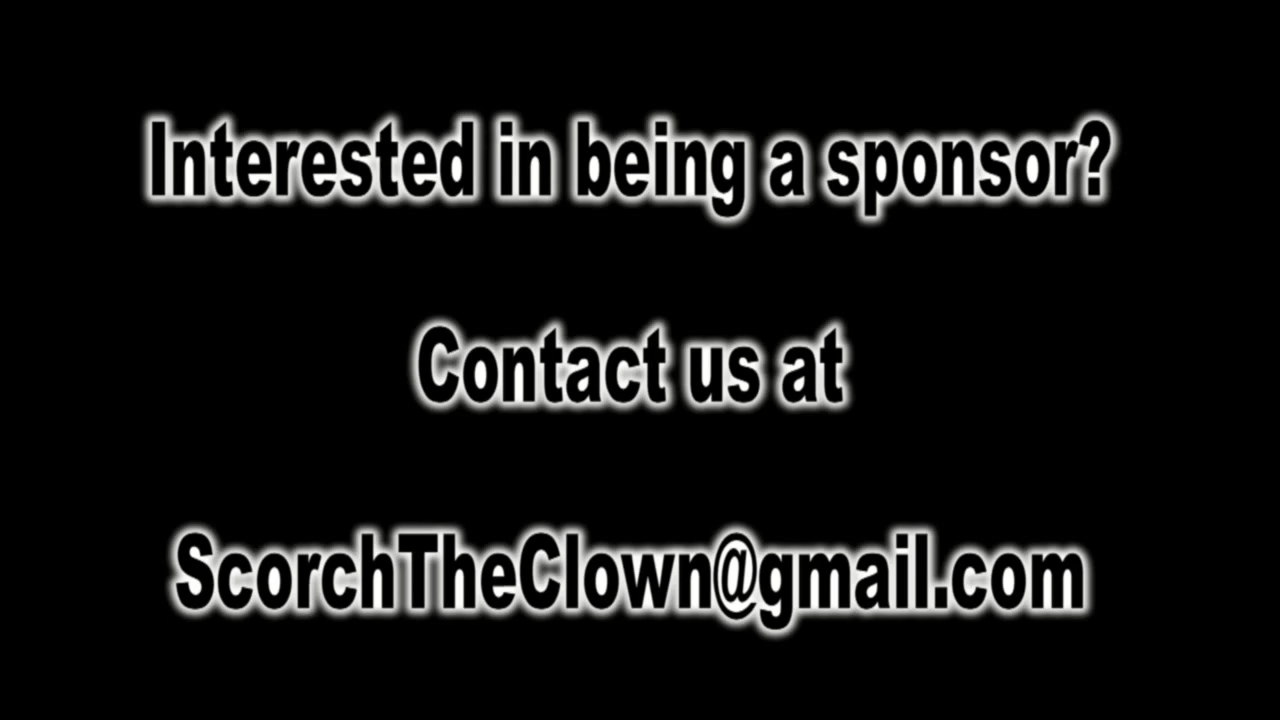 Interested in being a sponsor?
Contact us at
ScorchTheClown@gmail.com